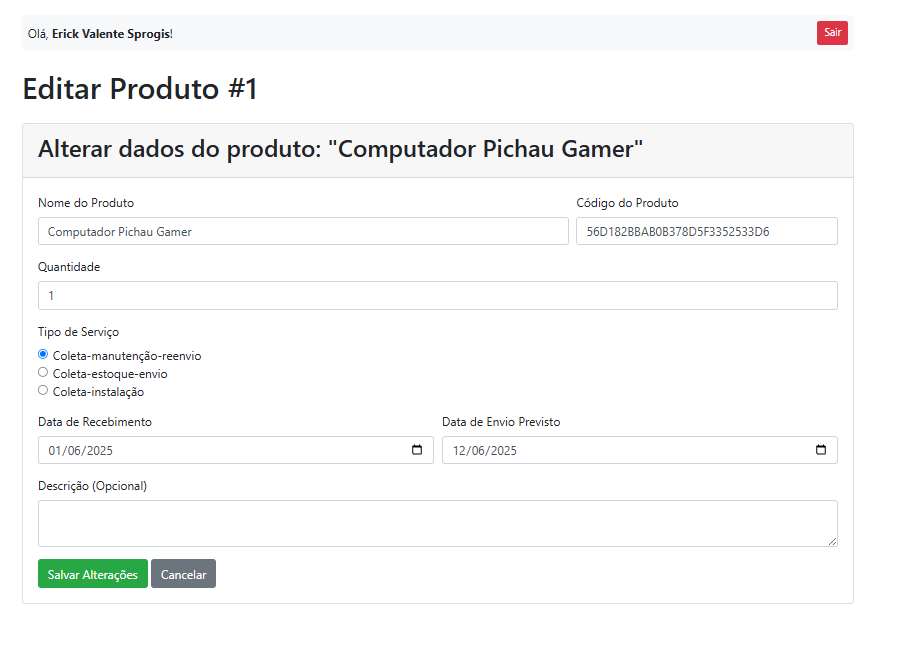 Olá, Erick Valente Sprogis!
Sair
Editar Produto #1
Alterar dados do produto: "Computador Pichau Gamer"
Nome do Produto
Código do Produto
Computador Pichau Gamer
56D182BBAB0B378D5F3352533D6
Quantidade
1
Tipo de Serviço
Coleta-manutenção-reenvio
Coleta-estoque-envio
Coleta-instalação
Data de Recebimento
Data de Envio Previsto
01/06/2025
12/06/2025
Descrição (Opcional)
Salvar Alterações
Cancelar